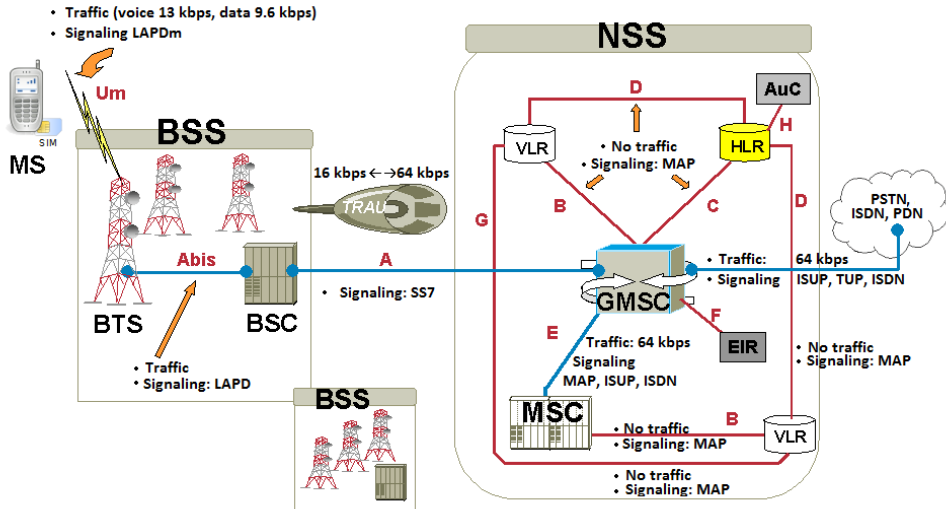 • Traffic (voice 13 kbps, data 9.6 kbps)
• Signaling LAPDm
Um
SIM
MS
BSS
NSS
D
AuC
H
VLR
HLR
• No traffic
• Signaling: MAP
16 kbps ←→64 kbps
TRAU
B
C
G
D
PSTN,
ISDN, PDN
Abis
A
• Traffic: 64 kbps
• Signaling ISUP, TUP, ISDN
• Signaling: SS7
GMSC
BTS
BSC
F
EIR
E
Traffic: 64 kbps
Signaling
MAP, ISUP, ISDN
• No traffic
• Signaling: MAP
• Traffic
• Signaling: LAPD
BSS
MSC
B
• No traffic
• Signaling: MAP
VLR
• No traffic
• Signaling: MAP